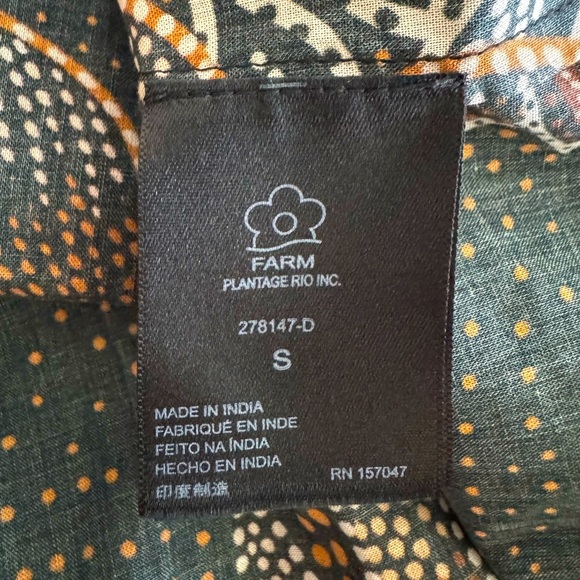 FARM
PLANTAGE RIO INC.
278147-D
S
MADE IN INDIA
FABRIQUÉ EN INDE
FEITO NA ÍNDIA
HECHO EN INDIA
RN 157047
印度制造